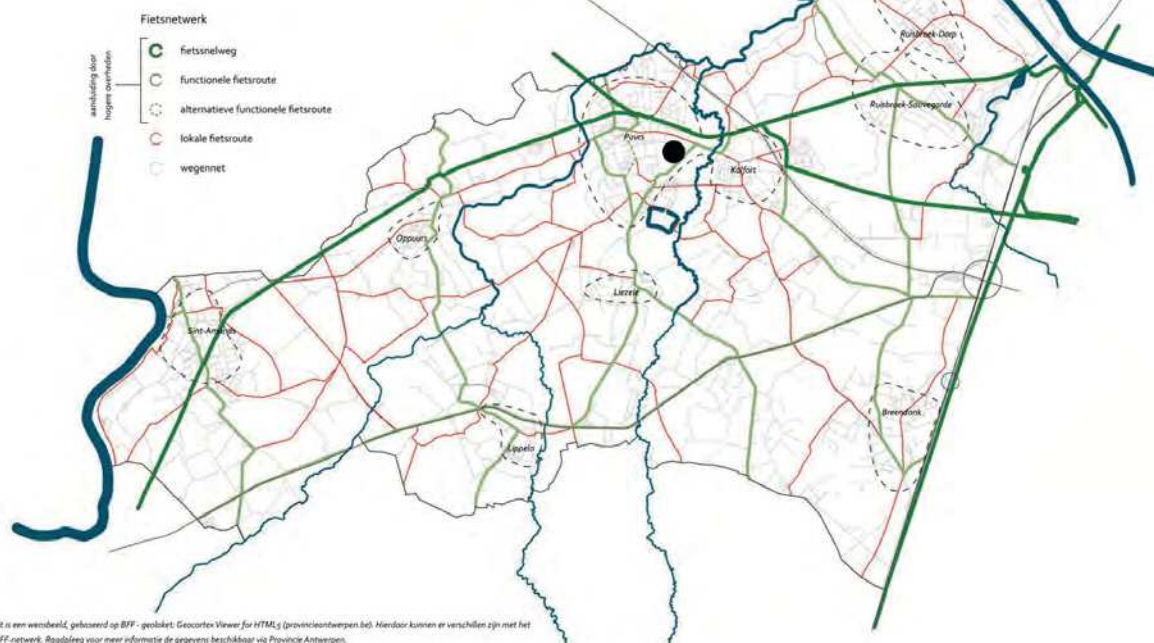 Fietsnetwerk
aanduiding door
hogere overheden
fietssnelweg
functionele fietsroute
alternatieve functionele fietsroute
lokale fietsroute
wegennet
Ruisbroek-Dorp
Ruisbroek-Sauvegarde
Puurs
Kalfort
Oppuurs
Liezele
Sint-Amands
Breendonk
Lippelo
t is een wensbeeld, gebaseerd op BFF - geoloket: Geocortex Viewer for HTML5 (provincieantwerpen.be). Hierdoor kunnen er verschillen zijn met het
FF-netwerk. Raadpleeg voor meer informatie de gegevens beschikbaar via Provincie Antwerpen.